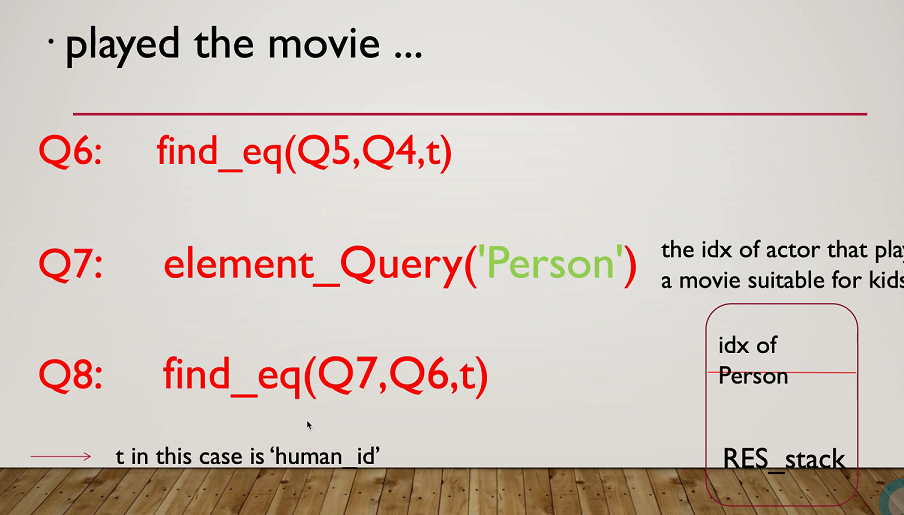 · played the movie ...
Q6: find_eq(Q5,Q4,t)
Q7: element_Query('Person')
the idx of actor that
a movie suitable for kids
Q8: find_eq(Q7,Q6,t)
idx of
Person
t in this case is ‘human_id’
RES_stack